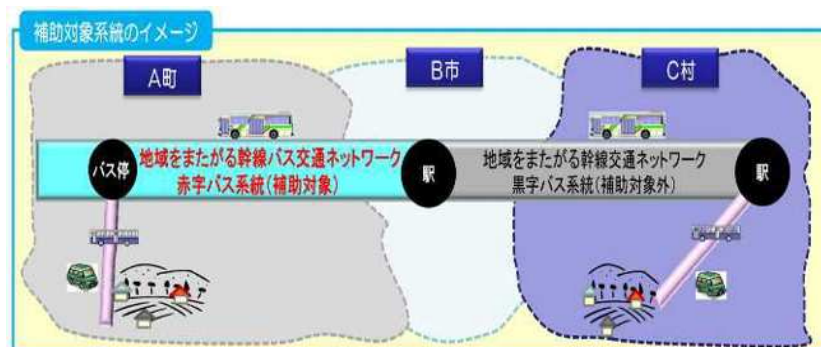 補助対象系統のイメージ
A町
B市
C村
バス停
地域をまたがる幹線バス交通ネットワーク
赤字バス系統(補助対象)
駅
地域をまたがる幹線交通ネットワーク
黒字バス系統(補助対象外)
駅